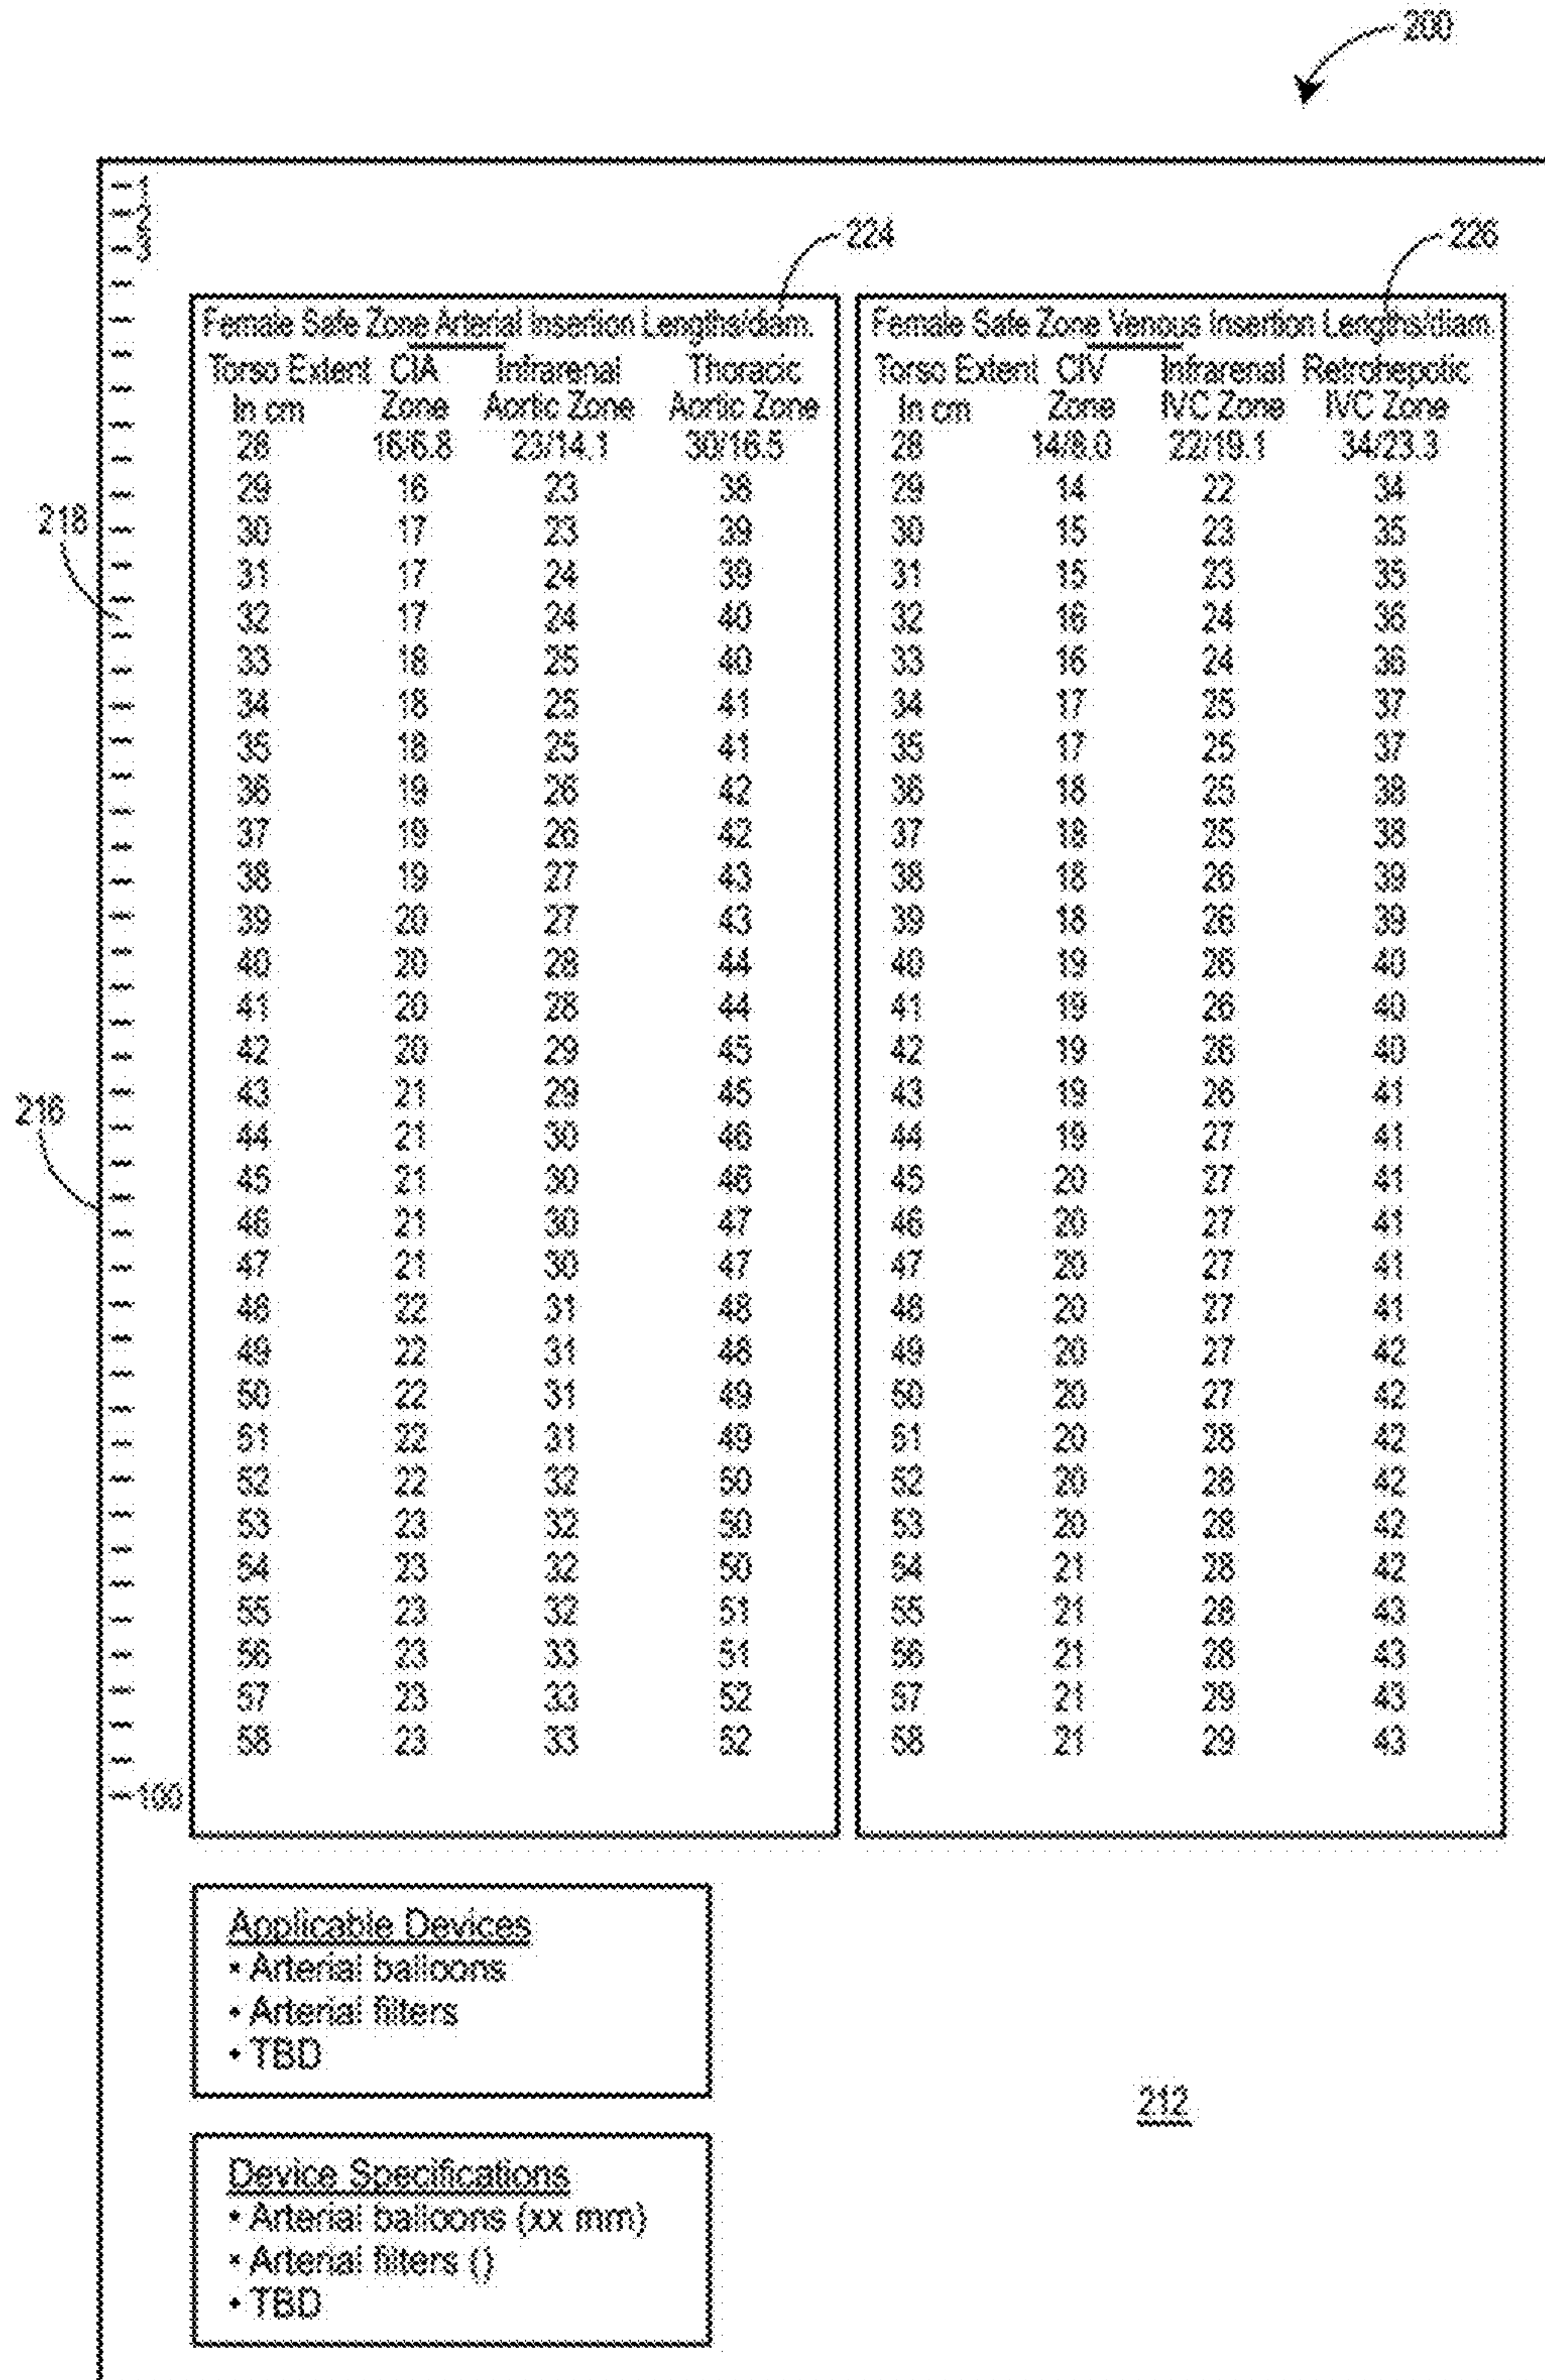 200
1
2
3
224
226
Female Safe Zone Arterial Insertion Lengths/diam.
Torso Extent CIA Infrarenal Thoracic
In cm Zone Aortic Zone Aortic Zone
28 16/6.8 23/14.1 30/16.5
29 16 23 38
30 17 23 39
31 17 24 39
32 17 24 40
33 18 25 40
34 18 25 41
35 18 25 41
36 19 26 42
37 19 26 42
38 19 27 43
39 20 27 43
40 20 28 44
41 20 28 44
42 20 29 45
43 21 29 45
44 21 30 46
45 21 30 46
46 21 30 47
47 21 30 47
48 22 31 48
49 22 31 48
50 22 31 49
51 22 31 49
52 22 32 50
53 23 32 50
54 23 32 50
55 23 32 51
56 23 33 51
57 23 33 52
58 23 33 52
Female Safe Zone Venous Insertion Lengths/diam.
Torso Extent CIV Infrarenal Retrohepotic
In cm Zone IVC Zone IVC Zone
28 14/8.0 22/19.1 34/23.3
29 14 22 34
30 15 23 35
31 15 23 35
32 16 24 36
33 16 24 36
34 17 25 37
35 17 25 37
36 18 25 38
37 18 25 38
38 18 26 39
39 18 26 39
40 19 26 40
41 19 26 40
42 19 26 40
43 19 26 41
44 19 27 41
45 20 27 41
46 20 27 41
47 20 27 41
48 20 27 41
49 20 27 42
50 20 27 42
51 20 28 42
52 20 28 42
53 20 28 42
54 21 28 42
55 21 28 43
56 21 28 43
57 21 29 43
58 21 29 43
218
216
100
Applicable Devices
• Arterial balloons
• Arterial filters
• TBD
212
Device Specifications
• Arterial balloons (xx mm)
• Arterial filters ()
• TBD